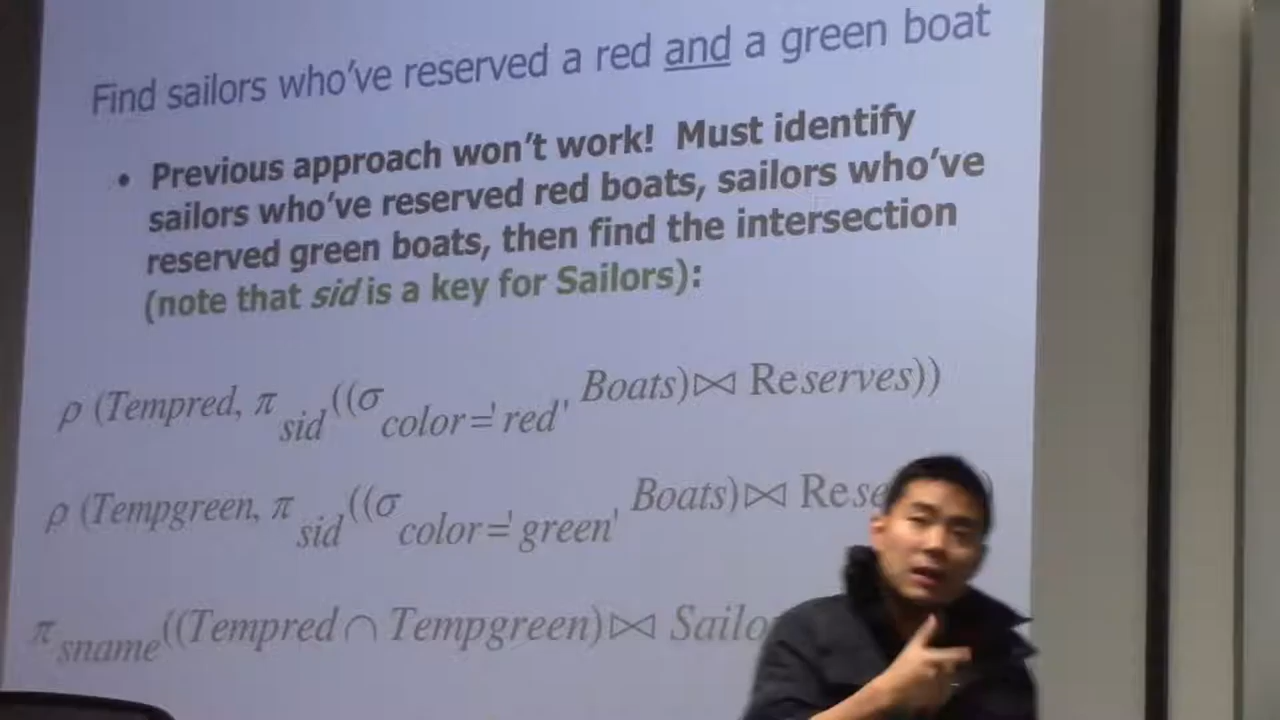 Find sailors who've reserved a red and a green boat
• Previous approach won't work! Must identify
sailors who've reserved red boats, sailors who've
reserved green boats, then find the intersection
(note that sid is a key for Sailors):
ρ (Tempred, π sid ((σ color='red' Boats) ⋈ Reserves))
ρ (Tempgreen, π sid ((σ color='green' Boats) ⋈ Rese )
π sname ((Tempred ∩ Tempgreen) ⋈ Sailo